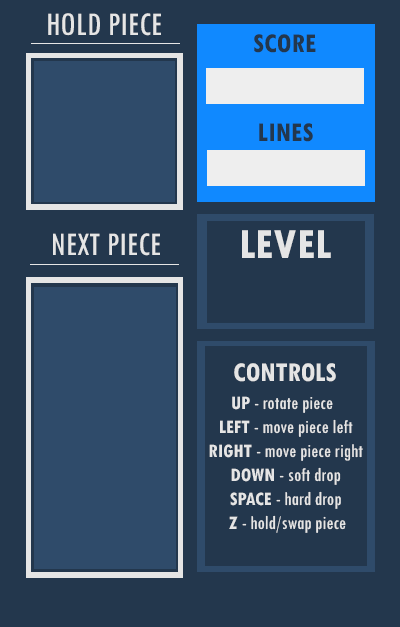 HOLD PIECE
NEXT PIECE
SCORE
LINES
LEVEL
CONTROLS
UP - rotate piece
LEFT - move piece left
RIGHT - move piece right
DOWN - soft drop
SPACE - hard drop
Z - hold/swap piece